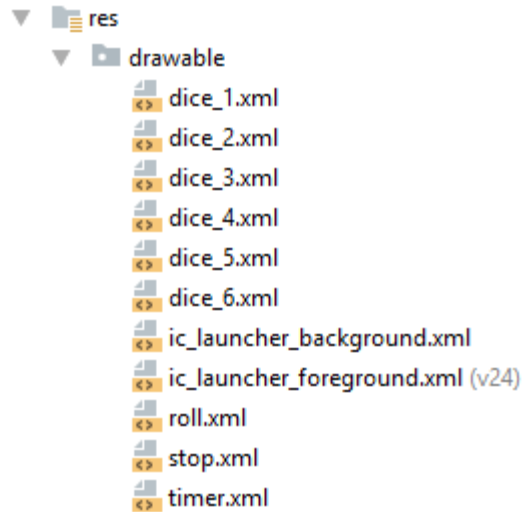 res
drawable
dice_1.xml
dice_2.xml
dice_3.xml
dice_4.xml
dice_5.xml
dice_6.xml
ic_launcher_background.xml
ic_launcher_foreground.xml (v24)
roll.xml
stop.xml
timer.xml